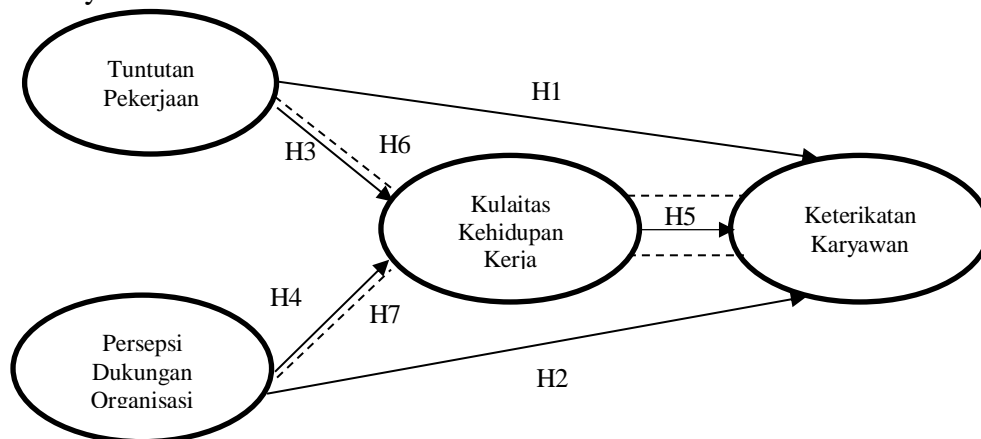 y
Tuntutan
Pekerjaan
H1
H3
H6
Kulaitas
Kehidupan
Kerja
H5
Keterikatan
Karyawan
H4
H7
Persepsi
Dukungan
Organisasi
H2